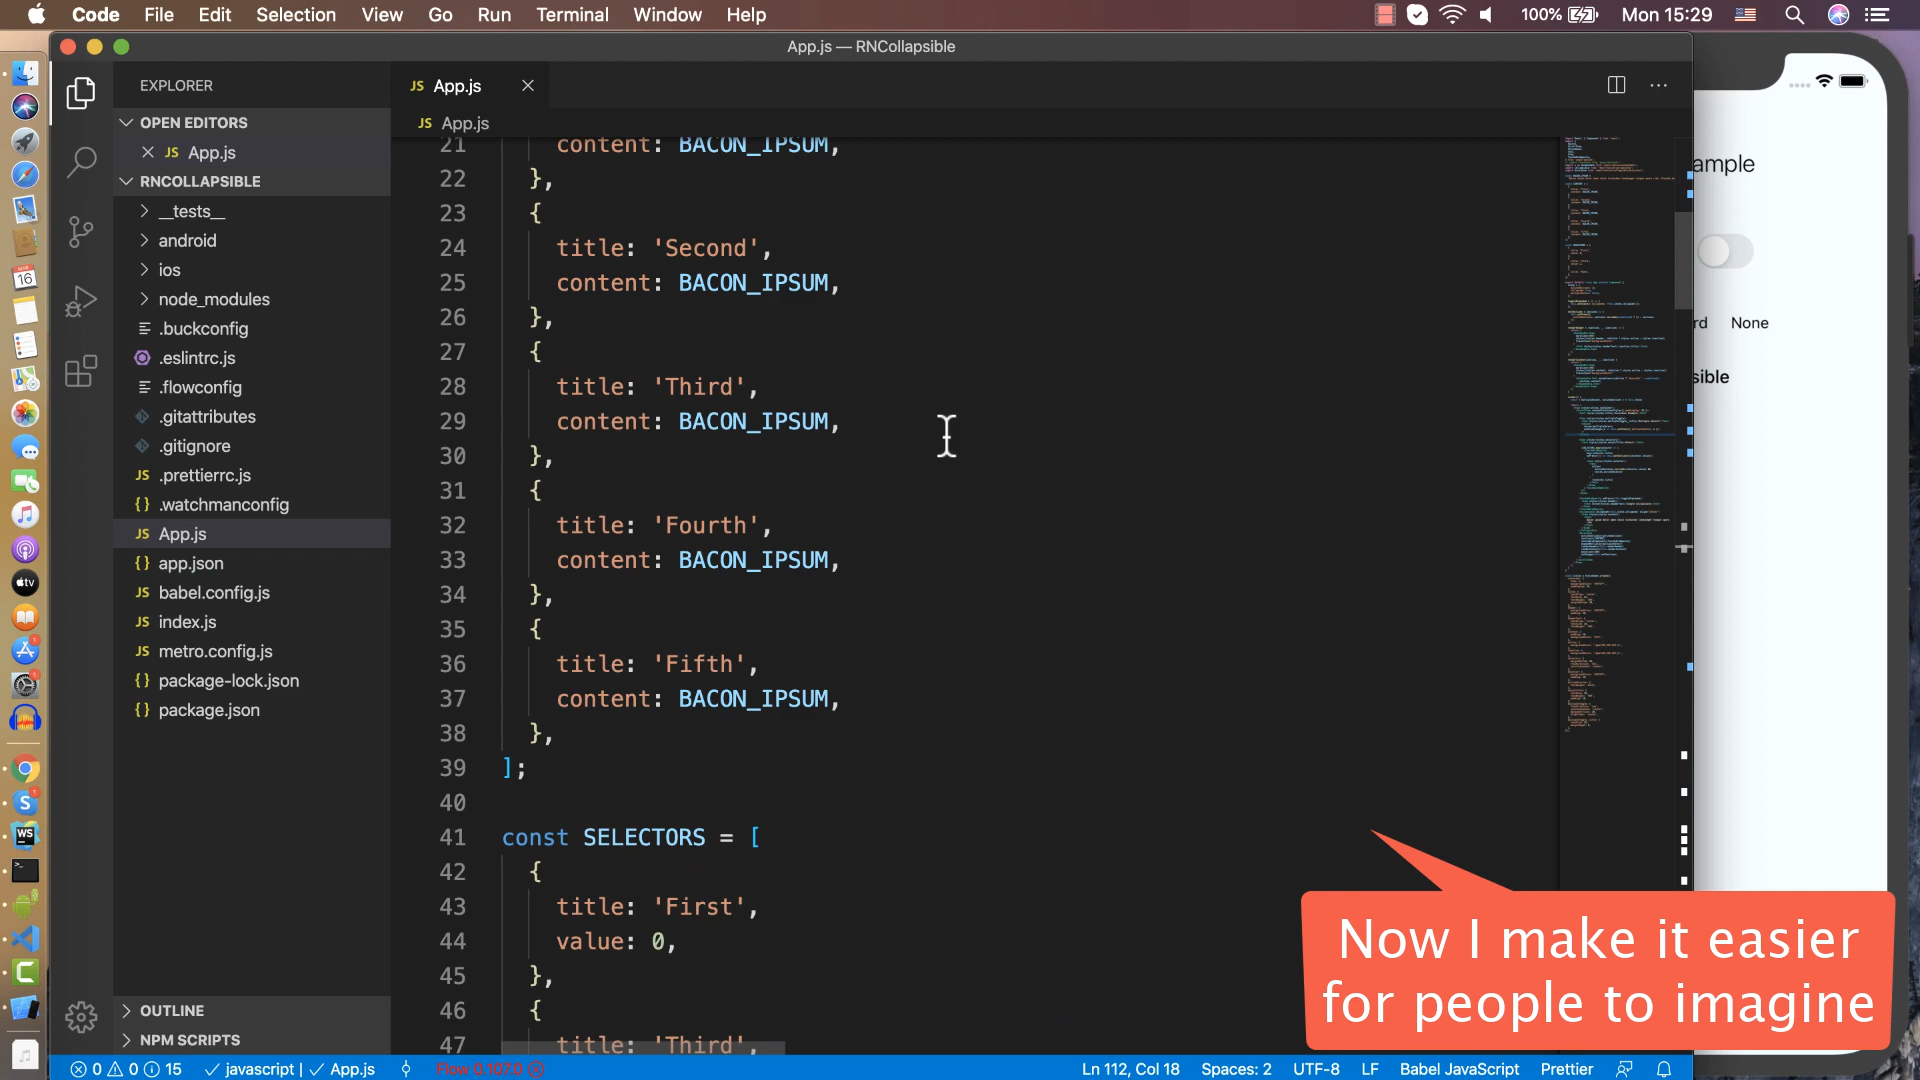 Code File Edit Selection View Go Run Terminal Window Help
100% Mon 15:29
App.js — RNCollapsible
EXPLORER
JS App.js
OPEN EDITORS
JS App.js
JS App.js
RNCOLLAPSIBLE
__tests__
android
ios
node_modules
.buckconfig
.eslintrc.js
.flowconfig
.gitattributes
.gitignore
JS .prettierrc.js
{} .watchmanconfig
JS App.js
{} app.json
JS babel.config.js
JS index.js
JS metro.config.js
{} package-lock.json
{} package.json
OUTLINE
NPM SCRIPTS
21 content: BACON_IPSUM,
22 },
23 {
24 title: 'Second',
25 content: BACON_IPSUM,
26 },
27 {
28 title: 'Third',
29 content: BACON_IPSUM,
30 },
31 {
32 title: 'Fourth',
33 content: BACON_IPSUM,
34 },
35 {
36 title: 'Fifth',
37 content: BACON_IPSUM,
38 },
39 ];
40
41 const SELECTORS = [
42 {
43 title: 'First',
44 value: 0,
45 },
46 {
47 title: 'Third',
ample
rd None
sible
Now I make it easier
for people to imagine
0 0 15 javascript | App.js Flow 0.107.0
Ln 112, Col 18 Spaces: 2 UTF-8 LF Babel JavaScript Prettier